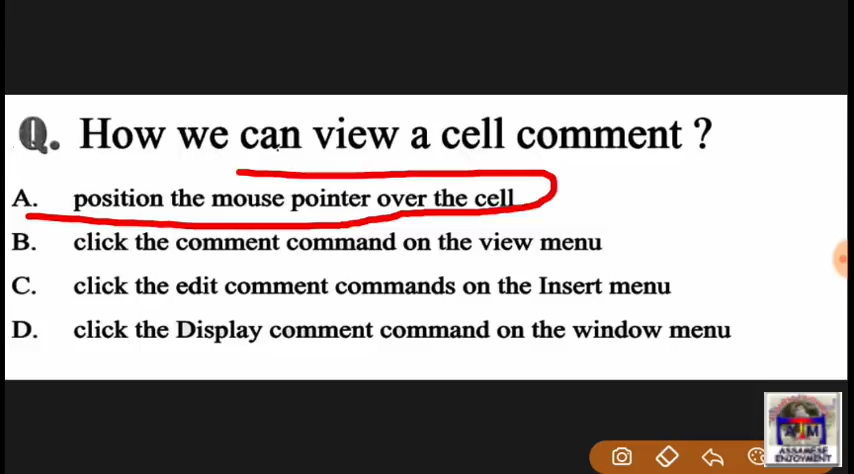 Q. How we can view a cell comment ?
A. position the mouse pointer over the cell
B. click the comment command on the view menu
C. click the edit comment commands on the Insert menu
D. click the Display comment command on the window menu
ASSAMESE
ENJOYMENT